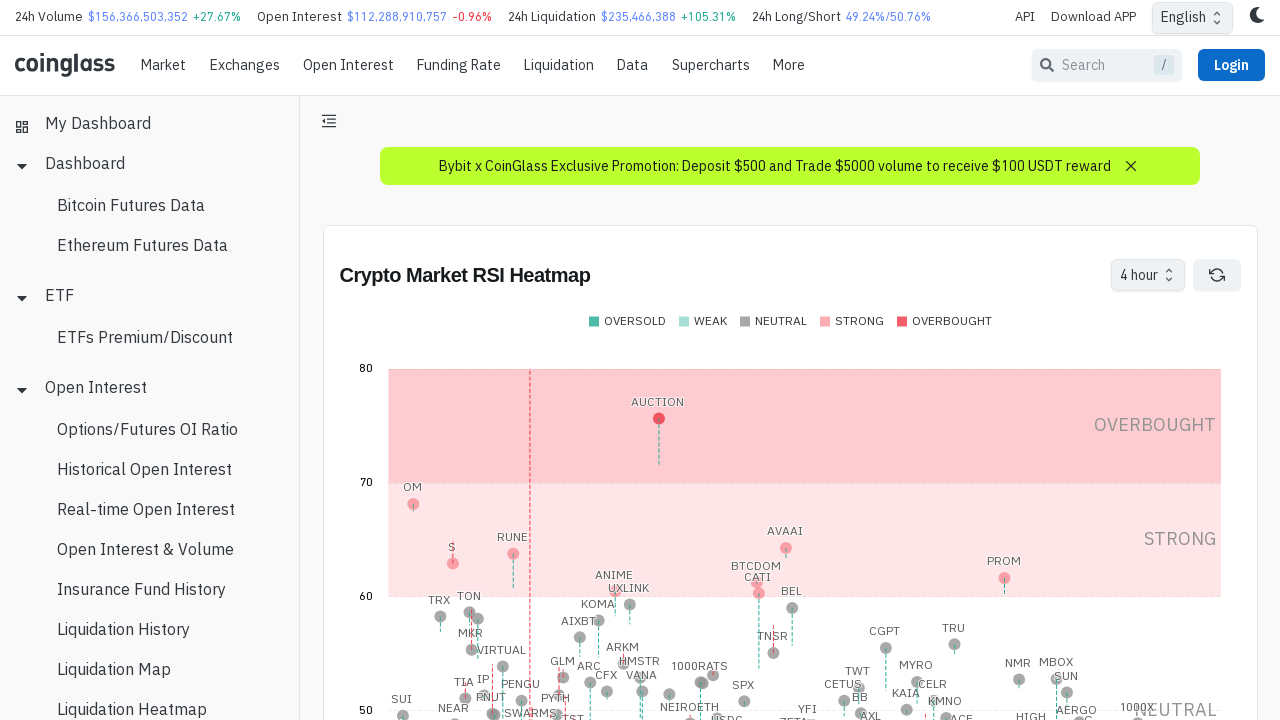 24h Volume $156,366,503,352 +27.67% Open Interest $112,288,910,757 -0.96% 24h Liquidation $235,466,388 +105.31% 24h Long/Short 49.24%/50.76% API Download APP English
coinglass Market Exchanges Open Interest Funding Rate Liquidation Data Supercharts More Search / Login
My Dashboard
Dashboard
Bitcoin Futures Data
Ethereum Futures Data
ETF
ETFs Premium/Discount
Open Interest
Options/Futures OI Ratio
Historical Open Interest
Real-time Open Interest
Open Interest & Volume
Insurance Fund History
Liquidation History
Liquidation Map
Liquidation Heatmap
Bybit x CoinGlass Exclusive Promotion: Deposit $500 and Trade $5000 volume to receive $100 USDT reward
Crypto Market RSI Heatmap 4 hour
OVERSOLD WEAK NEUTRAL STRONG OVERBOUGHT
80
AUCTION
OVERBOUGHT
70
OM
AVAAI
RUNE
STRONG
S
PROM
BTCDOM
ANIME
CATI
UXLINK
BEL
60
TRX
TON
KOMA
AIXBT
TRU
CGPT
MKR
TNSR
ARKM
VIRTUAL
GLM
HMSTR
NMR
MBOX
ARC
1000RATS
MYRO
TWT
CFX
VANA
SUN
TIA
IP
PENGU
SPX
CETUS
CELR
KAIA
PYTH
BB
KMNO
SUI
NEAR
NEIROETH
YFI
AERGO
1000X
NEUTRAL
50
SWARMS
AXL
HIGH